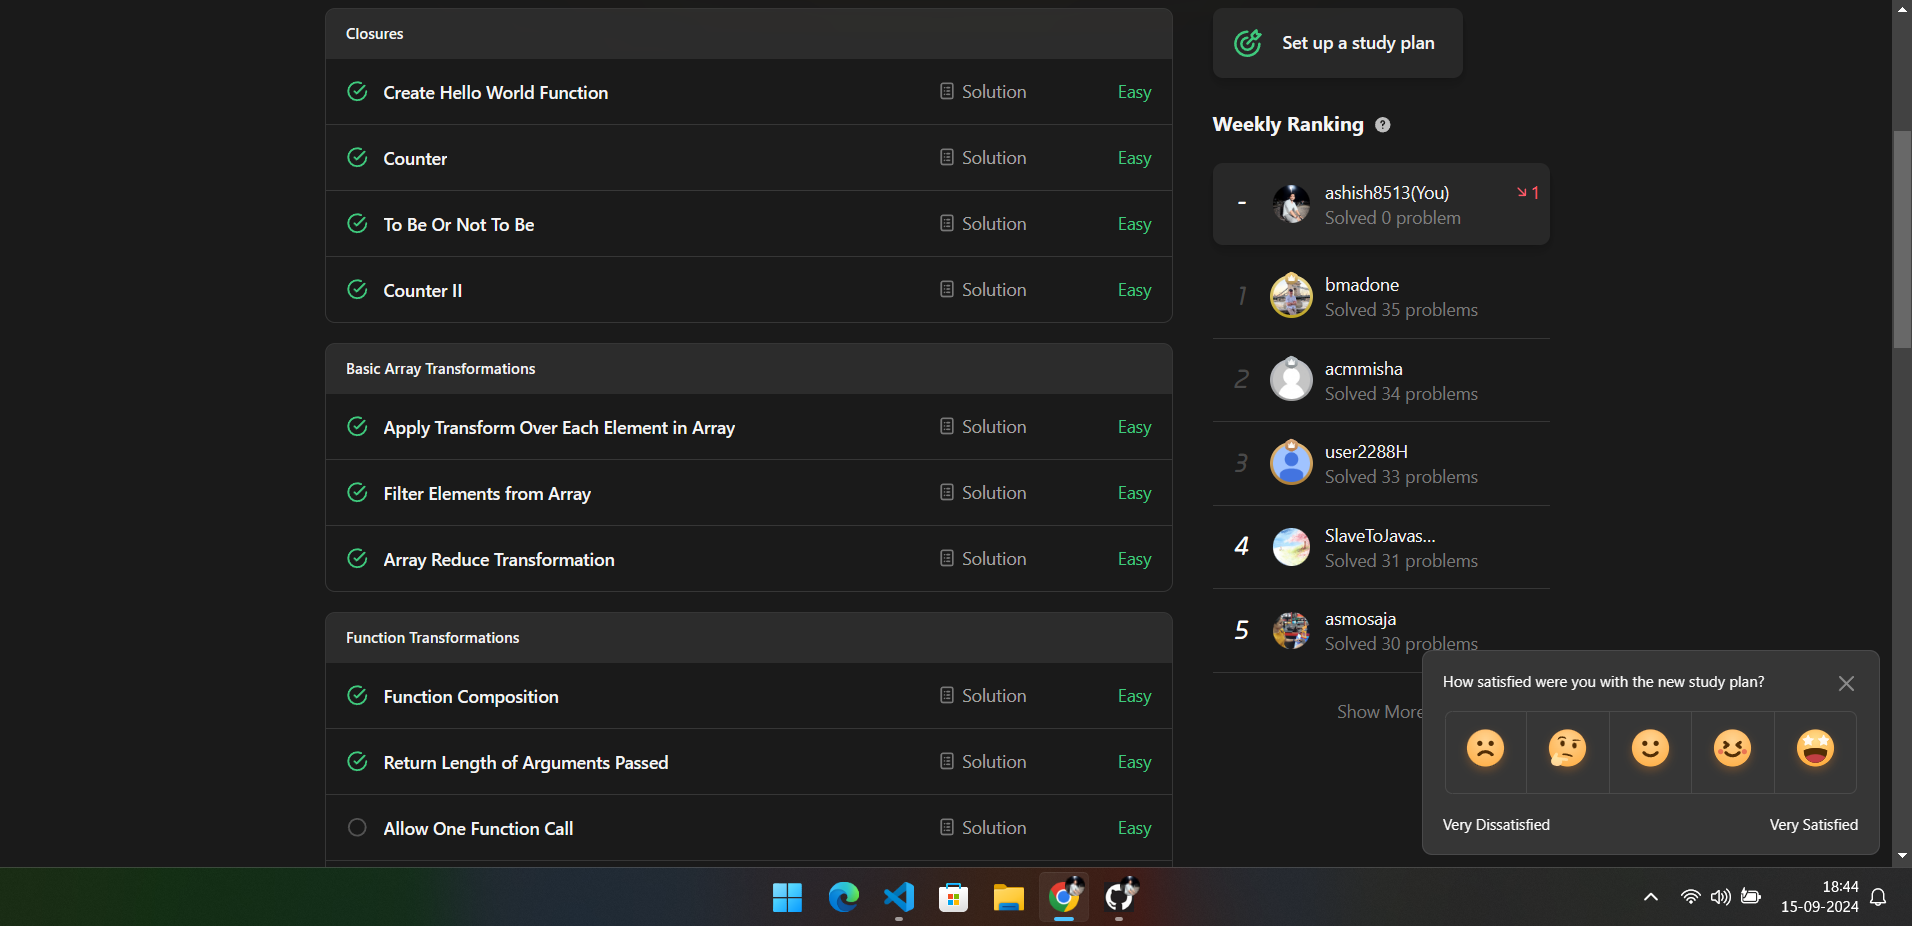 Closures
Create Hello World Function Solution Easy
Counter Solution Easy
To Be Or Not To Be Solution Easy
Counter II Solution Easy
Basic Array Transformations
Apply Transform Over Each Element in Array Solution Easy
Filter Elements from Array Solution Easy
Array Reduce Transformation Solution Easy
Function Transformations
Function Composition Solution Easy
Return Length of Arguments Passed Solution Easy
Allow One Function Call Solution Easy
Set up a study plan
Weekly Ranking ?
- ashish8513(You) 1
Solved 0 problem
1 bmadone
Solved 35 problems
2 acmmisha
Solved 34 problems
3 user2288H
Solved 33 problems
4 SlaveToJavas...
Solved 31 problems
5 asmosaja
Solved 30 problems
Show More
How satisfied were you with the new study plan?
Very Dissatisfied Very Satisfied
18:44
15-09-2024